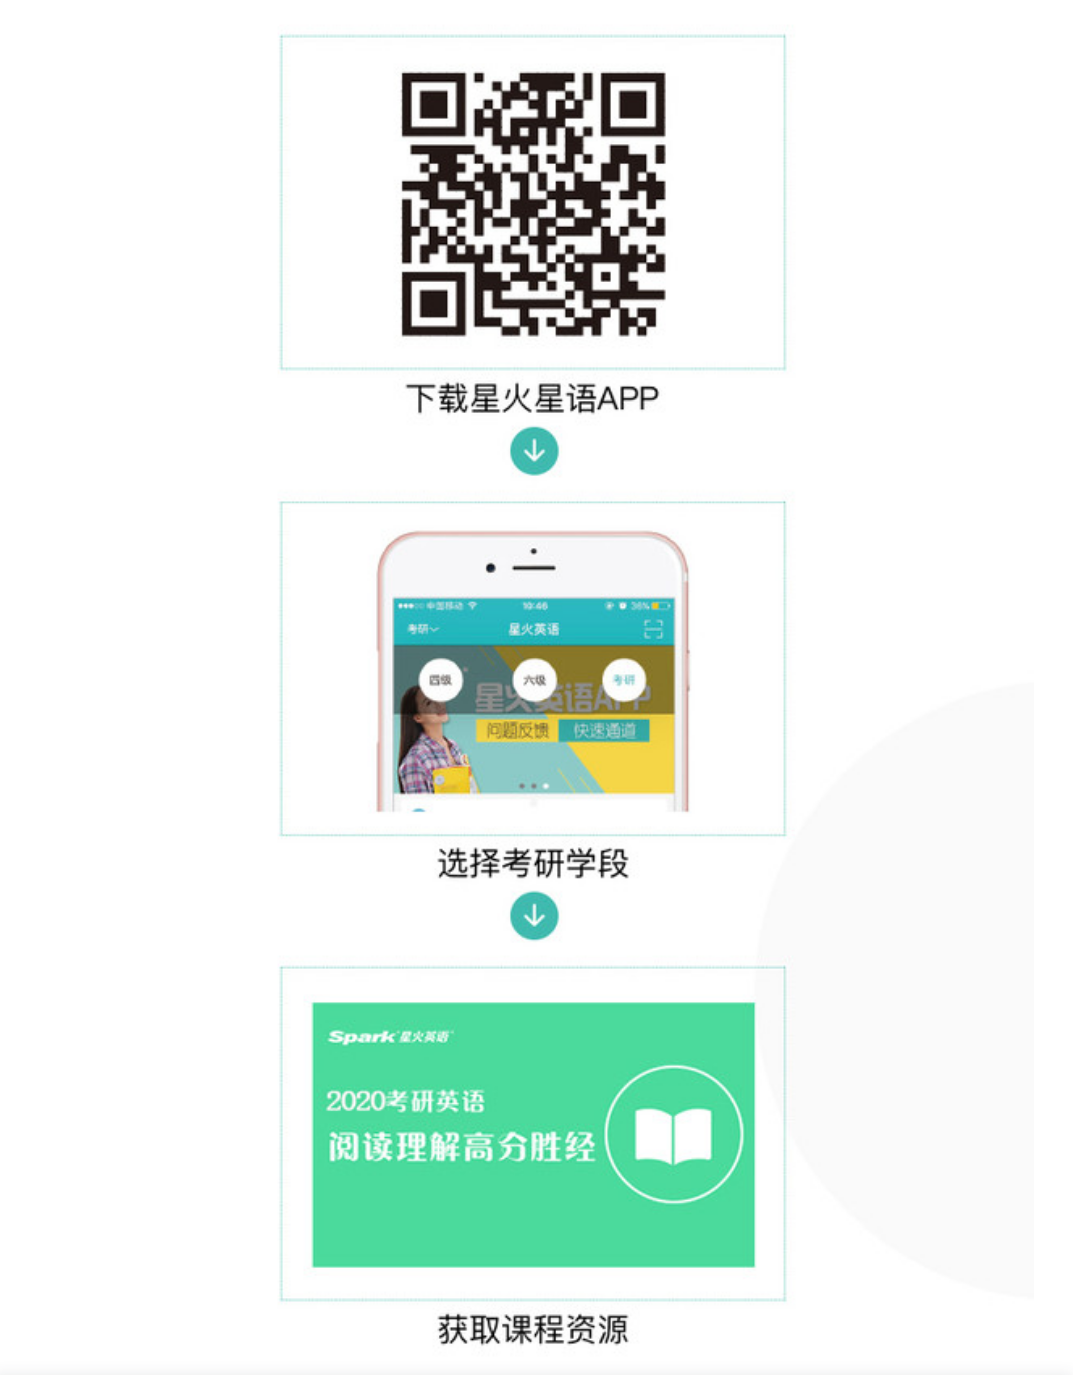 下载星火星语APP
中国移动 10:46 36%
考研 星火英语
四级 六级 考研
星火英语APP
问题反馈 快速通道
选择考研学段
Spark 星火英语
2020考研英语
阅读理解高分胜经
获取课程资源